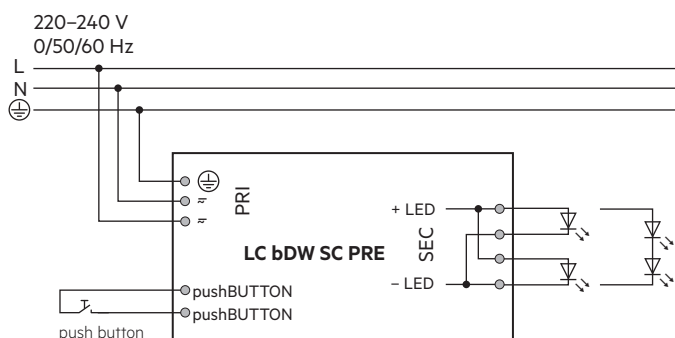 220–240 V
0/50/60 Hz
L
N
PRI
+ LED
SEC
LC bDW SC PRE
– LED
pushBUTTON
pushBUTTON
push button